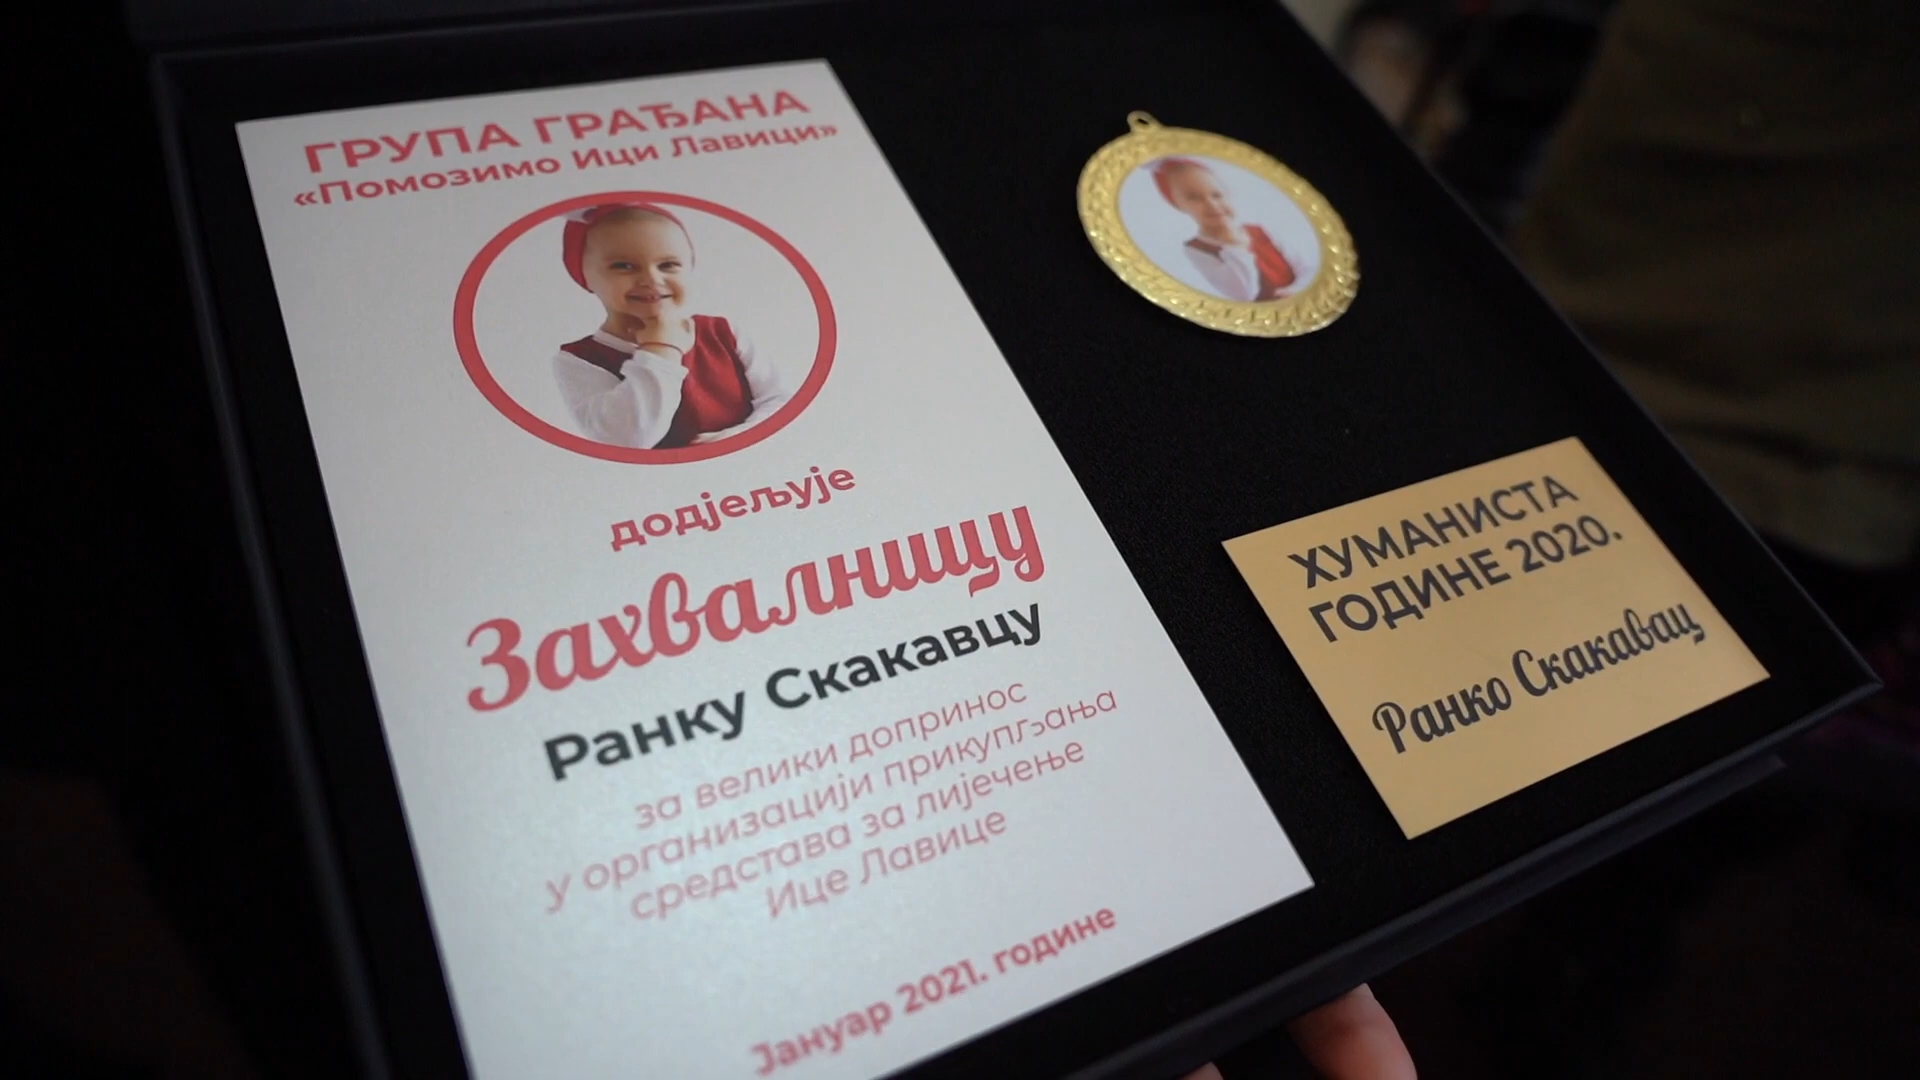 ГРУПА ГРАЂАНА
«Помозимо Ици Лавици»
додјељује
Захвалницу
Ранку Скакавцу
за велики допринос
у организацији прикупљања
средстава за лијечење
Ице Лавице
Јануар 2021. године
ХУМАНИСТА
ГОДИНЕ 2020.
Ранко Скакавац